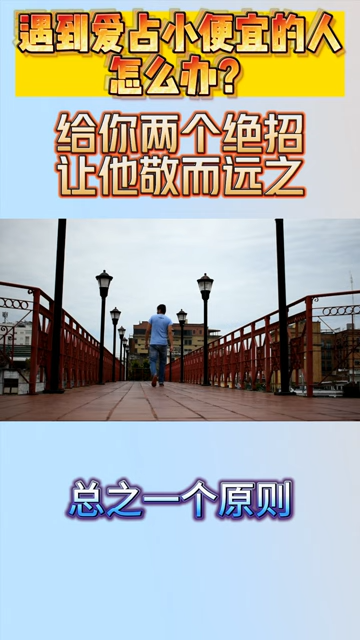 遇到爱占小便宜的人
怎么办？
给你两个绝招
让他敬而远之
总之一个原则